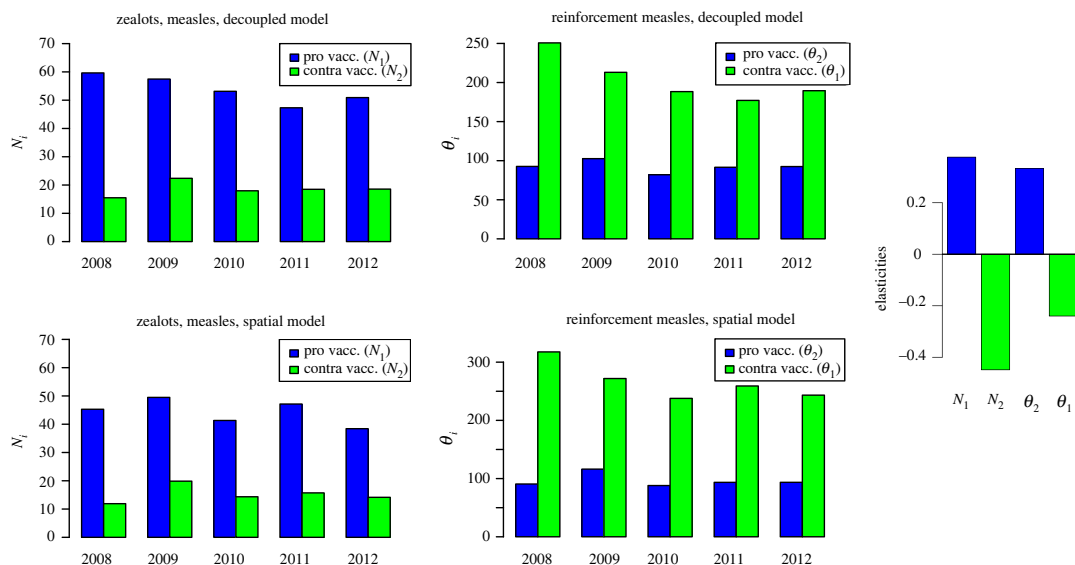 zealots, measles, decoupled model
70
60
50
40
30
20
10
0
N_i
pro vacc. (N_1)
contra vacc. (N_2)
2008 2009 2010 2011 2012
reinforcement measles, decoupled model
250
200
150
100
50
0
θ_i
pro vacc. (θ_2)
contra vacc. (θ_1)
2008 2009 2010 2011 2012
zealots, measles, spatial model
70
60
50
40
30
20
10
0
N_i
pro vacc. (N_1)
contra vacc. (N_2)
2008 2009 2010 2011 2012
reinforcement measles, spatial model
300
200
100
0
θ_i
pro vacc. (θ_2)
contra vacc. (θ_1)
2008 2009 2010 2011 2012
0.2
0
–0.2
–0.4
elasticities
N_1 N_2 θ_2 θ_1